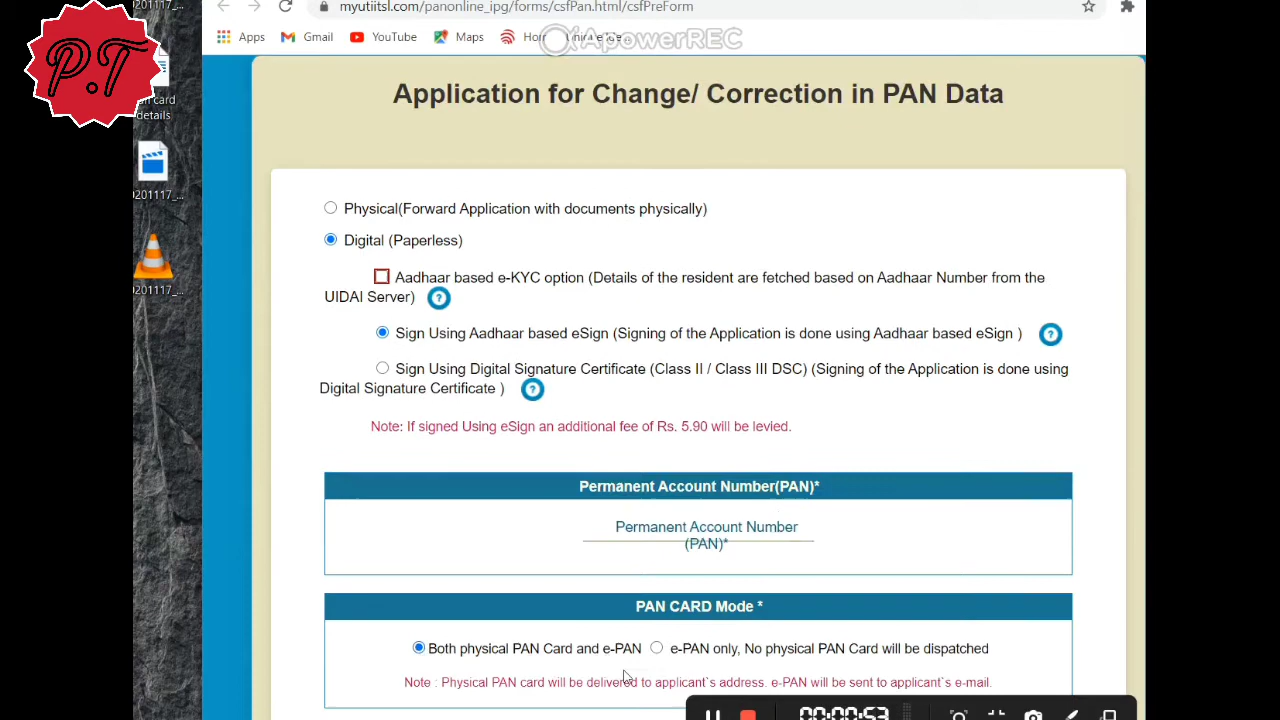 myutiitsl.com/panonline_ipg/forms/csfPan.html/csfPreForm
Apps Gmail YouTube Maps
ApowerREC
P.T
card
details
0201117_...
0201117_...
Application for Change/ Correction in PAN Data
Physical(Forward Application with documents physically)
Digital (Paperless)
Aadhaar based e-KYC option (Details of the resident are fetched based on Aadhaar Number from the
UIDAI Server) ?
Sign Using Aadhaar based eSign (Signing of the Application is done using Aadhaar based eSign ) ?
Sign Using Digital Signature Certificate (Class II / Class III DSC) (Signing of the Application is done using
Digital Signature Certificate ) ?
Note: If signed Using eSign an additional fee of Rs. 5.90 will be levied.
Permanent Account Number(PAN)*
Permanent Account Number
(PAN)*
PAN CARD Mode *
Both physical PAN Card and e-PAN e-PAN only, No physical PAN Card will be dispatched
Note : Physical PAN card will be delivered to applicant`s address. e-PAN will be sent to applicant`s e-mail.
00:00:53